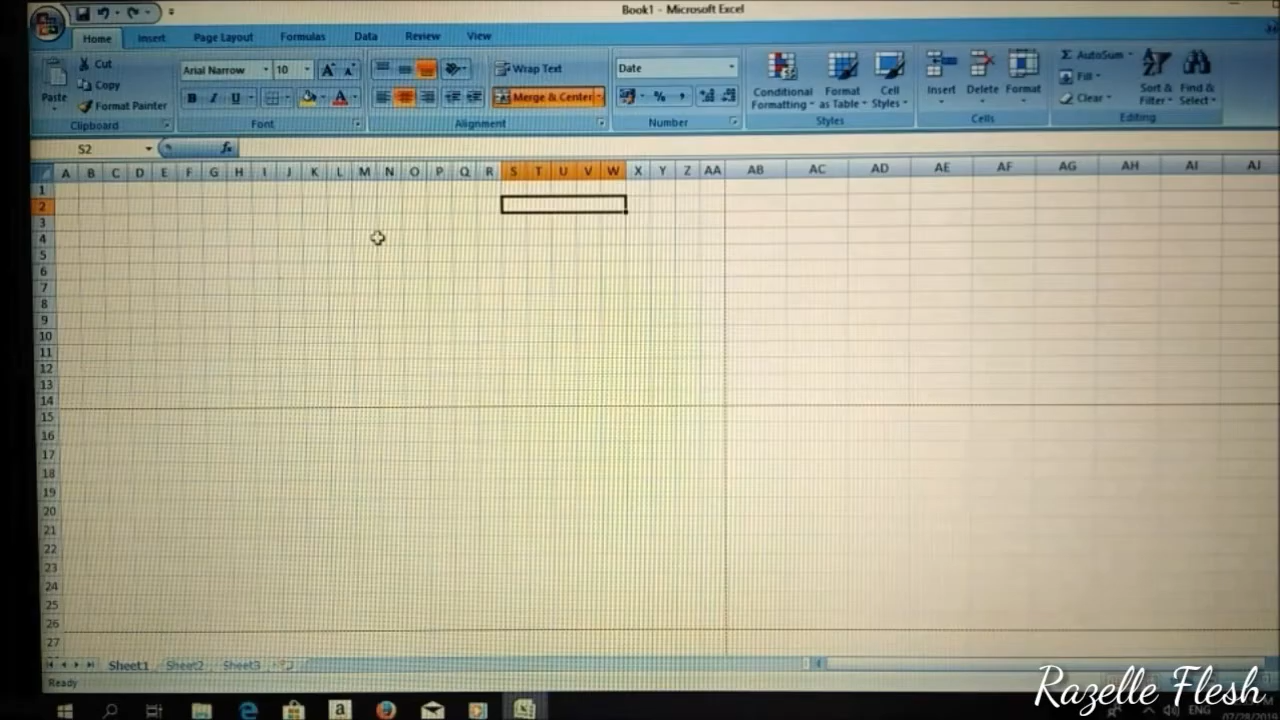 Book1 - Microsoft Excel
Home Insert Page Layout Formulas Data Review View
Paste Cut Copy Format Painter
Arial Narrow 10
B I U
Wrap Text
Merge & Center
Date
% ,
Conditional Formatting Format as Table Cell Styles
Insert Delete Format
Σ AutoSum Fill Clear
Sort & Filter Find & Select
Clipboard Font Alignment Number Styles Cells Editing
S2 fx
A B C D E F G H I J K L M N O P Q R S T U V W X Y Z AA AB AC AD AE AF AG AH AI AJ
1
2
3
4
5
6
7
8
9
10
11
12
13
14
15
16
17
18
19
20
21
22
23
24
25
26
27
Sheet1 Sheet2 Sheet3
Ready
Razelle Flesh
ENG